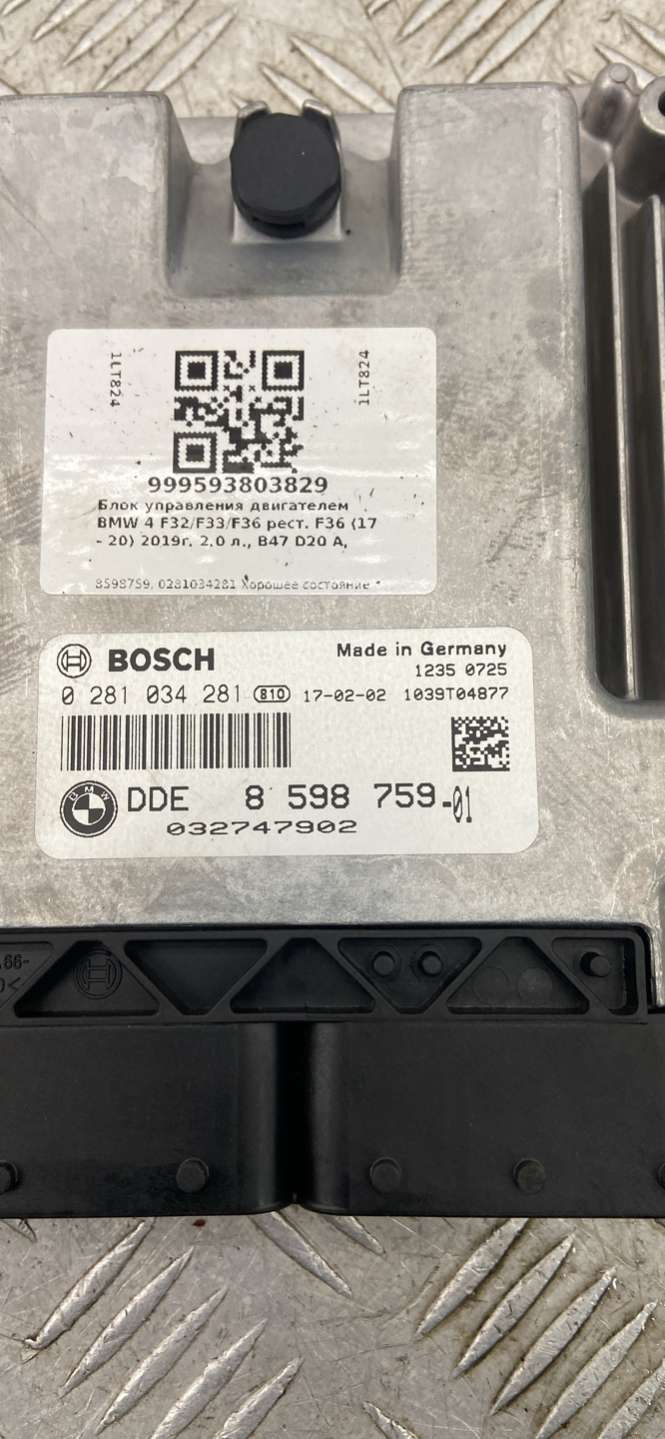 1LT824
1LT824
999593803829
Блок управления двигателем
BMW 4 F32/F33/F36 рест. F36 (17
- 20) 2019г. 2.0 л., B47 D20 A,
8598759, 0281034281 Хорошее состояние *
BOSCH
Made in Germany
1235 0725
0 281 034 281 B10 17-02-02 1039T04877
BMW DDE 8 598 759-01
032747902